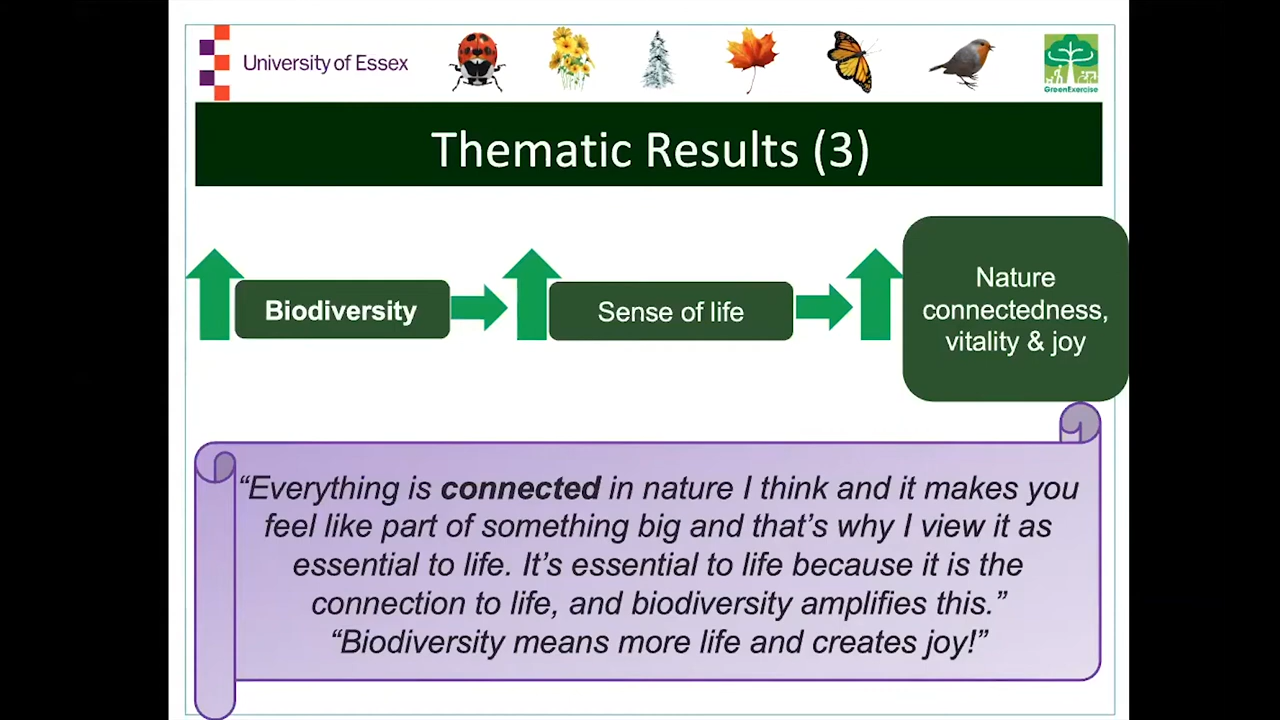 University of Essex
GreenExercise
Thematic Results (3)
Biodiversity
Sense of life
Nature
connectedness,
vitality & joy
“Everything is connected in nature I think and it makes you
feel like part of something big and that’s why I view it as
essential to life. It’s essential to life because it is the
connection to life, and biodiversity amplifies this.”
“Biodiversity means more life and creates joy!”